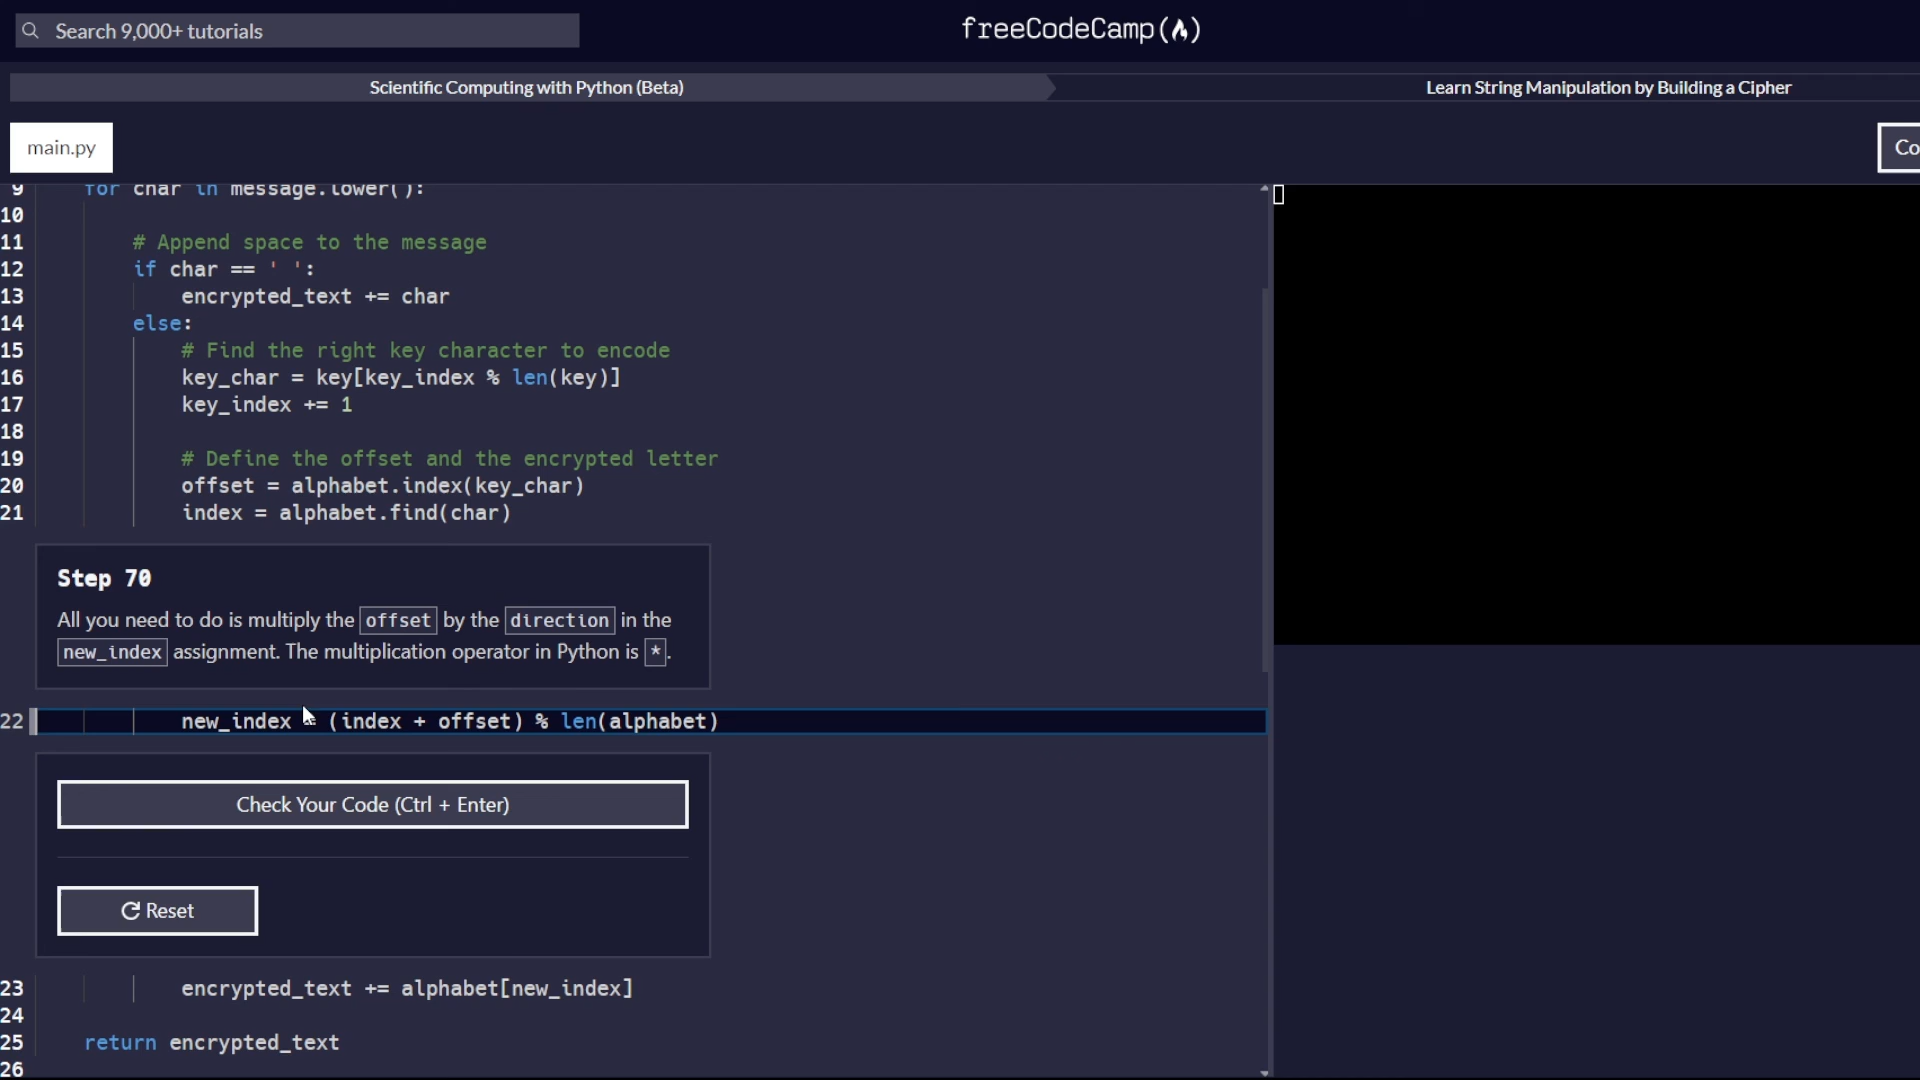 Search 9,000+ tutorials
freeCodeCamp(🔥)
Scientific Computing with Python (Beta)
Learn String Manipulation by Building a Cipher
main.py
Co
9 for char in message.lower():
10
11 # Append space to the message
12 if char == ' ':
13 encrypted_text += char
14 else:
15 # Find the right key character to encode
16 key_char = key[key_index % len(key)]
17 key_index += 1
18
19 # Define the offset and the encrypted letter
20 offset = alphabet.index(key_char)
21 index = alphabet.find(char)
Step 70
All you need to do is multiply the offset by the direction in the
new_index assignment. The multiplication operator in Python is *.
22 new_index = (index + offset) % len(alphabet)
Check Your Code (Ctrl + Enter)
Reset
23 encrypted_text += alphabet[new_index]
24
25 return encrypted_text
26